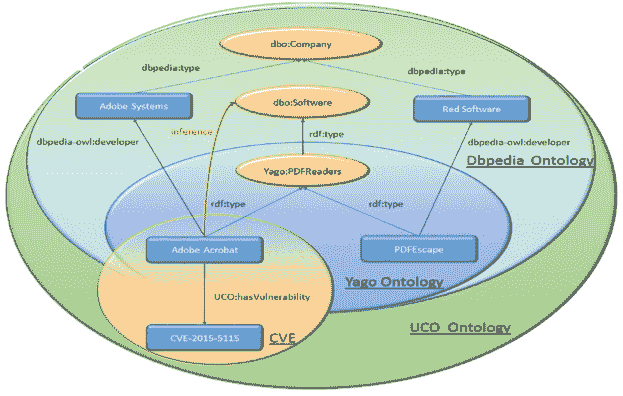 dbo:Company
dbpedia:type
dbpedia:type
Adobe Systems
dbo:Software
Red Software
inference
dbpedia-owl:developer
rdf:type
dbpedia-owl:developer
Dbpedia Ontology
Yago:PDFReaders
rdf:type
rdf:type
Adobe Acrobat
PDFEscape
Yago Ontology
UCO:hasVulnerability
UCO Ontology
CVE-2015-5115
CVE